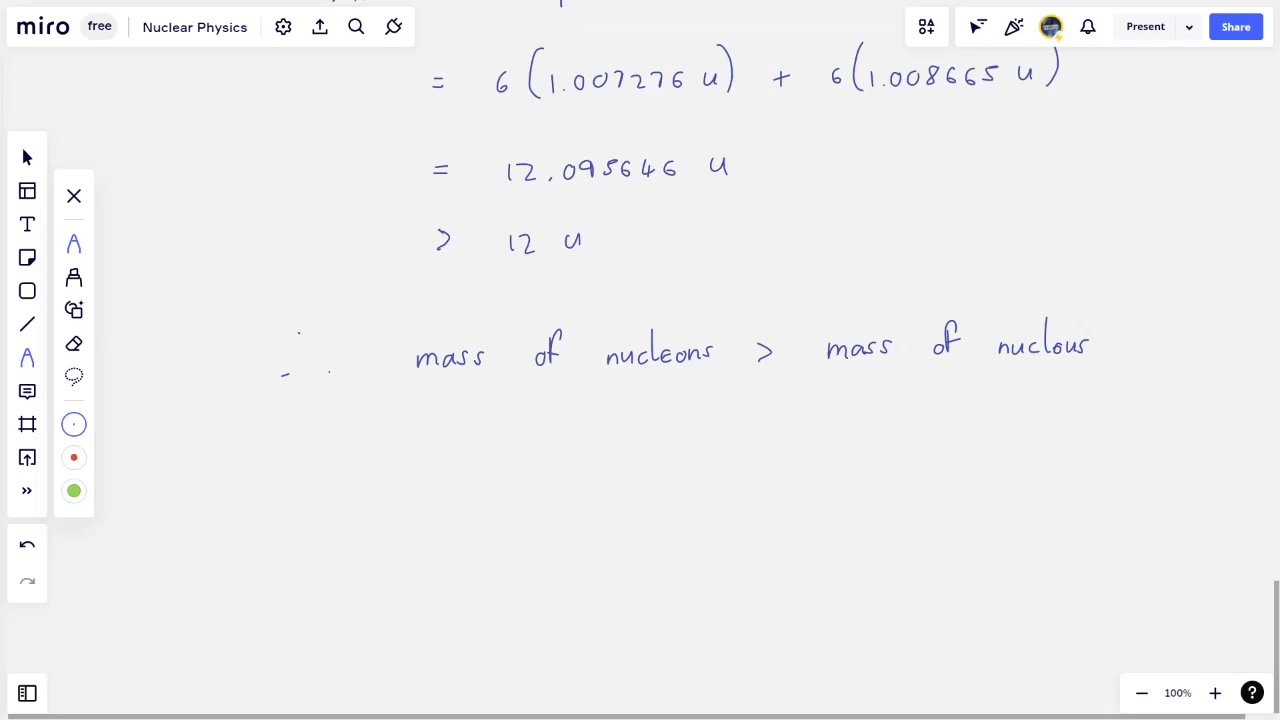 miro free Nuclear Physics Present Share
= 6(1.007276 u) + 6(1.008665 u)
= 12.095646 u
> 12 u
∴ mass of nucleons > mass of nuclous
100%